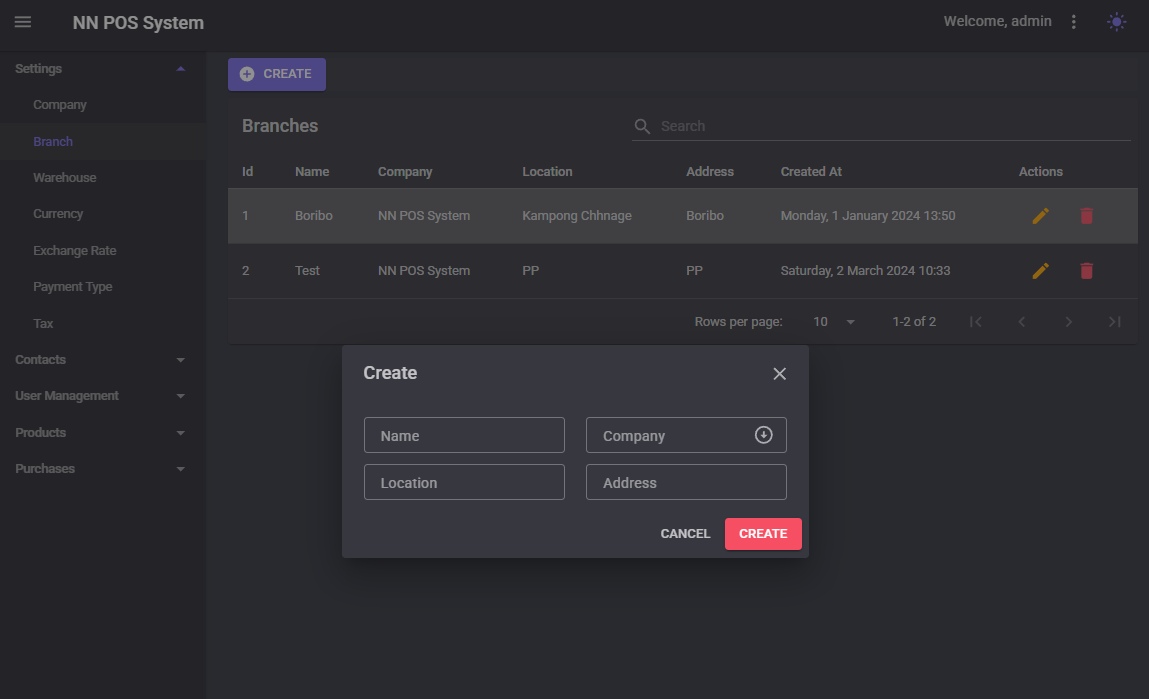 NN POS System
Welcome, admin
Settings
Company
Branch
Warehouse
Currency
Exchange Rate
Payment Type
Tax
Contacts
User Management
Products
Purchases
CREATE
Branches
Search
Id Name Company Location Address Created At Actions
1 Boribo NN POS System Kampong Chhnage Boribo Monday, 1 January 2024 13:50
2 Test NN POS System PP PP Saturday, 2 March 2024 10:33
Rows per page: 10 1-2 of 2
Create
Name Company
Location Address
CANCEL CREATE